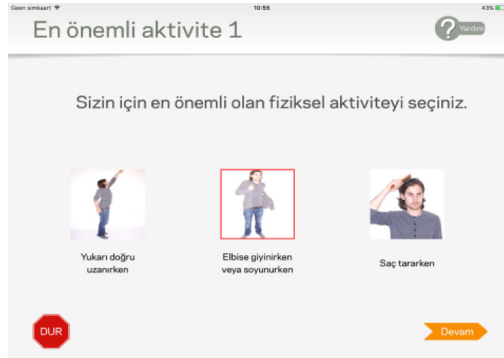 Geen simkaart 10:55 43%
En önemli aktivite 1
Yardım
Sizin için en önemli olan fiziksel aktiviteyi seçiniz.
Yukarı doğru
uzanırken
Elbise giyinirken
veya soyunurken
Saç tararken
DUR
Devam